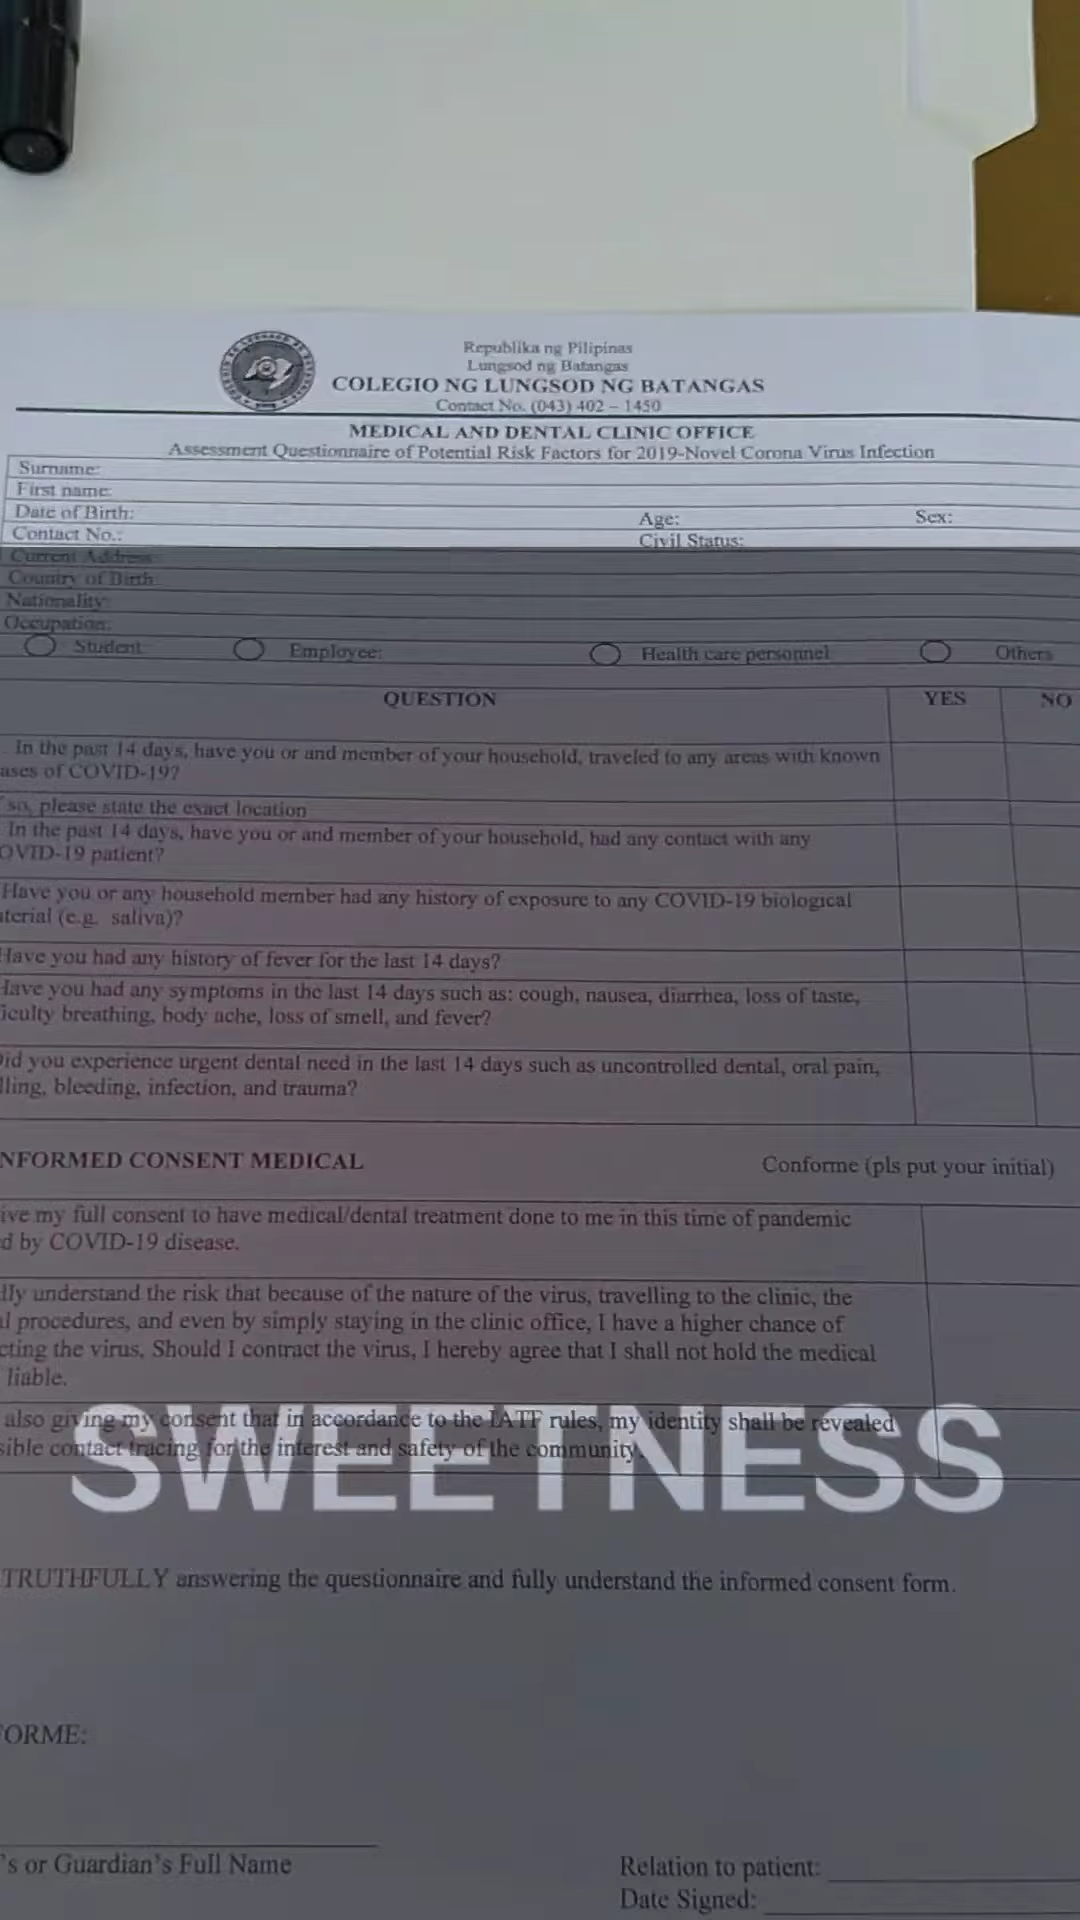 Republika ng Pilipinas
Lungsod ng Batangas
COLEGIO NG LUNGSOD NG BATANGAS
Contact No. (043) 402 – 1450
MEDICAL AND DENTAL CLINIC OFFICE
Assessment Questionnaire of Potential Risk Factors for 2019-Novel Corona Virus Infection
Surname:
First name:
Date of Birth: Age: Sex:
Contact No.: Civil Status:
Current Address:
Country of Birth
Nationality:
Occupation:
Student Employee: Health care personnel Others
QUESTION YES NO
. In the past 14 days, have you or and member of your household, traveled to any areas with known
ases of COVID-19?
so, please state the exact location
In the past 14 days, have you or and member of your household, had any contact with any
OVID-19 patient?
Have you or any household member had any history of exposure to any COVID-19 biological
terial (e.g. saliva)?
Have you had any history of fever for the last 14 days?
Have you had any symptoms in the last 14 days such as: cough, nausea, diarrhea, loss of taste,
iculty breathing, body ache, loss of smell, and fever?
Did you experience urgent dental need in the last 14 days such as uncontrolled dental, oral pain,
lling, bleeding, infection, and trauma?
NFORMED CONSENT MEDICAL Conforme (pls put your initial)
ive my full consent to have medical/dental treatment done to me in this time of pandemic
d by COVID-19 disease.
lly understand the risk that because of the nature of the virus, travelling to the clinic, the
l procedures, and even by simply staying in the clinic office, I have a higher chance of
cting the virus, Should I contract the virus, I hereby agree that I shall not hold the medical
liable.
also giving my consent that in accordance to the IATF rules, my identity shall be revealed
sible contact tracing for the interest and safety of the community.
SWEETNESS
TRUTHFULLY answering the questionnaire and fully understand the informed consent form.
FORME:
's or Guardian's Full Name
Relation to patient:
Date Signed: